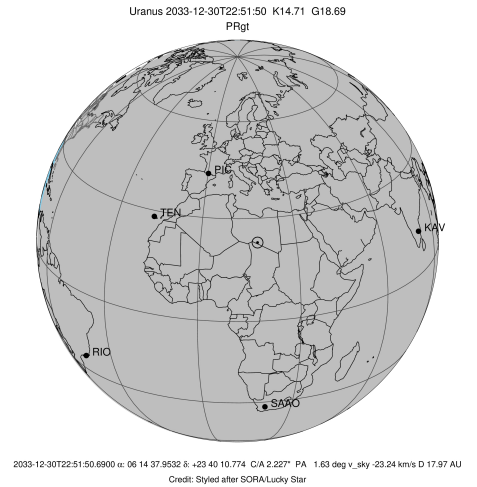 Uranus 2033-12-30T22:51:50 K14.71 G18.69
PRgt
PIC
TEN
KAV
RIO
SAAO
2033-12-30T22:51:50.6900 α: 06 14 37.9532 δ: +23 40 10.774 C/A 2.227" PA 1.63 deg v_sky -23.24 km/s D 17.97 AU
Credit: Styled after SORA/Lucky Star